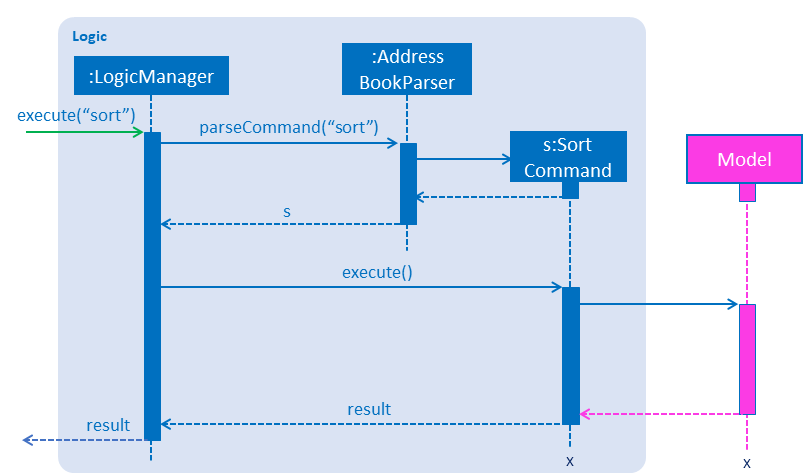 Logic
:LogicManager
:Address
BookParser
execute(“sort”)
parseCommand(“sort”)
s:Sort
Command
Model
s
execute()
result
result
x
x